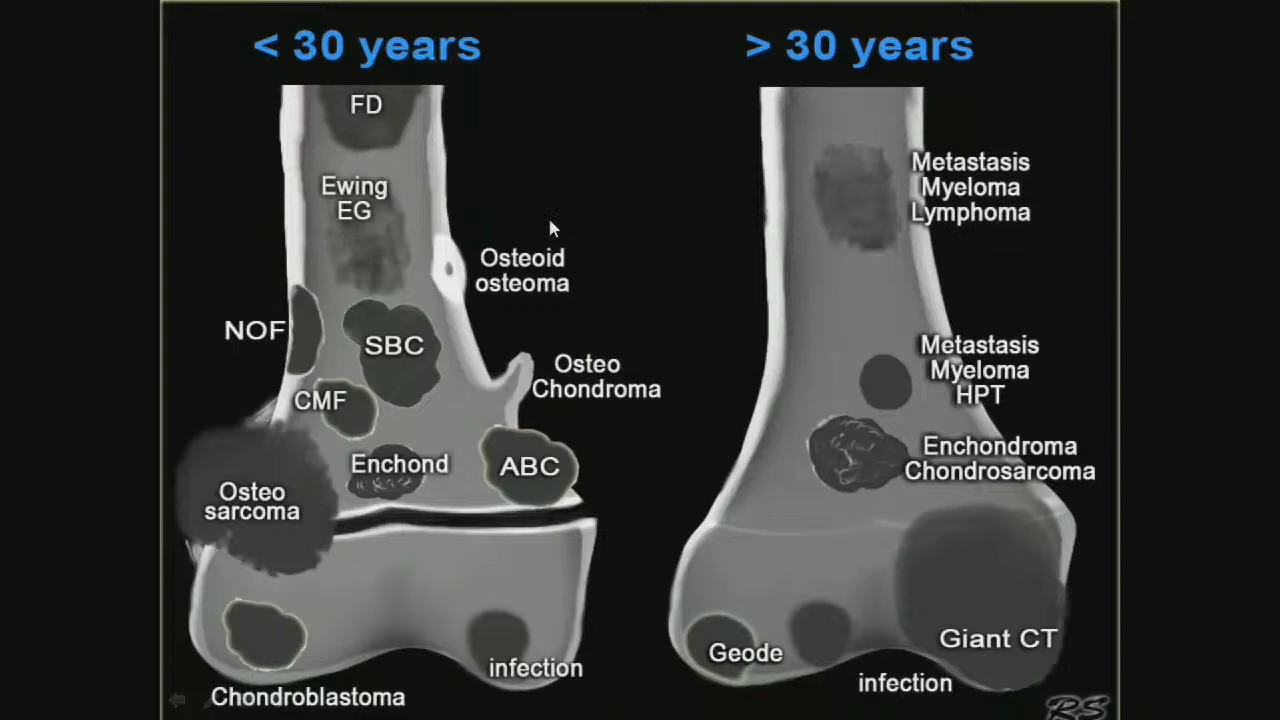 < 30 years
> 30 years
FD
Ewing
EG
Osteoid
osteoma
NOF
SBC
Osteo
Chondroma
CMF
Enchond
ABC
Osteo
sarcoma
infection
Chondroblastoma
Metastasis
Myeloma
Lymphoma
Metastasis
Myeloma
HPT
Enchondroma
Chondrosarcoma
Giant CT
Geode
infection
RS